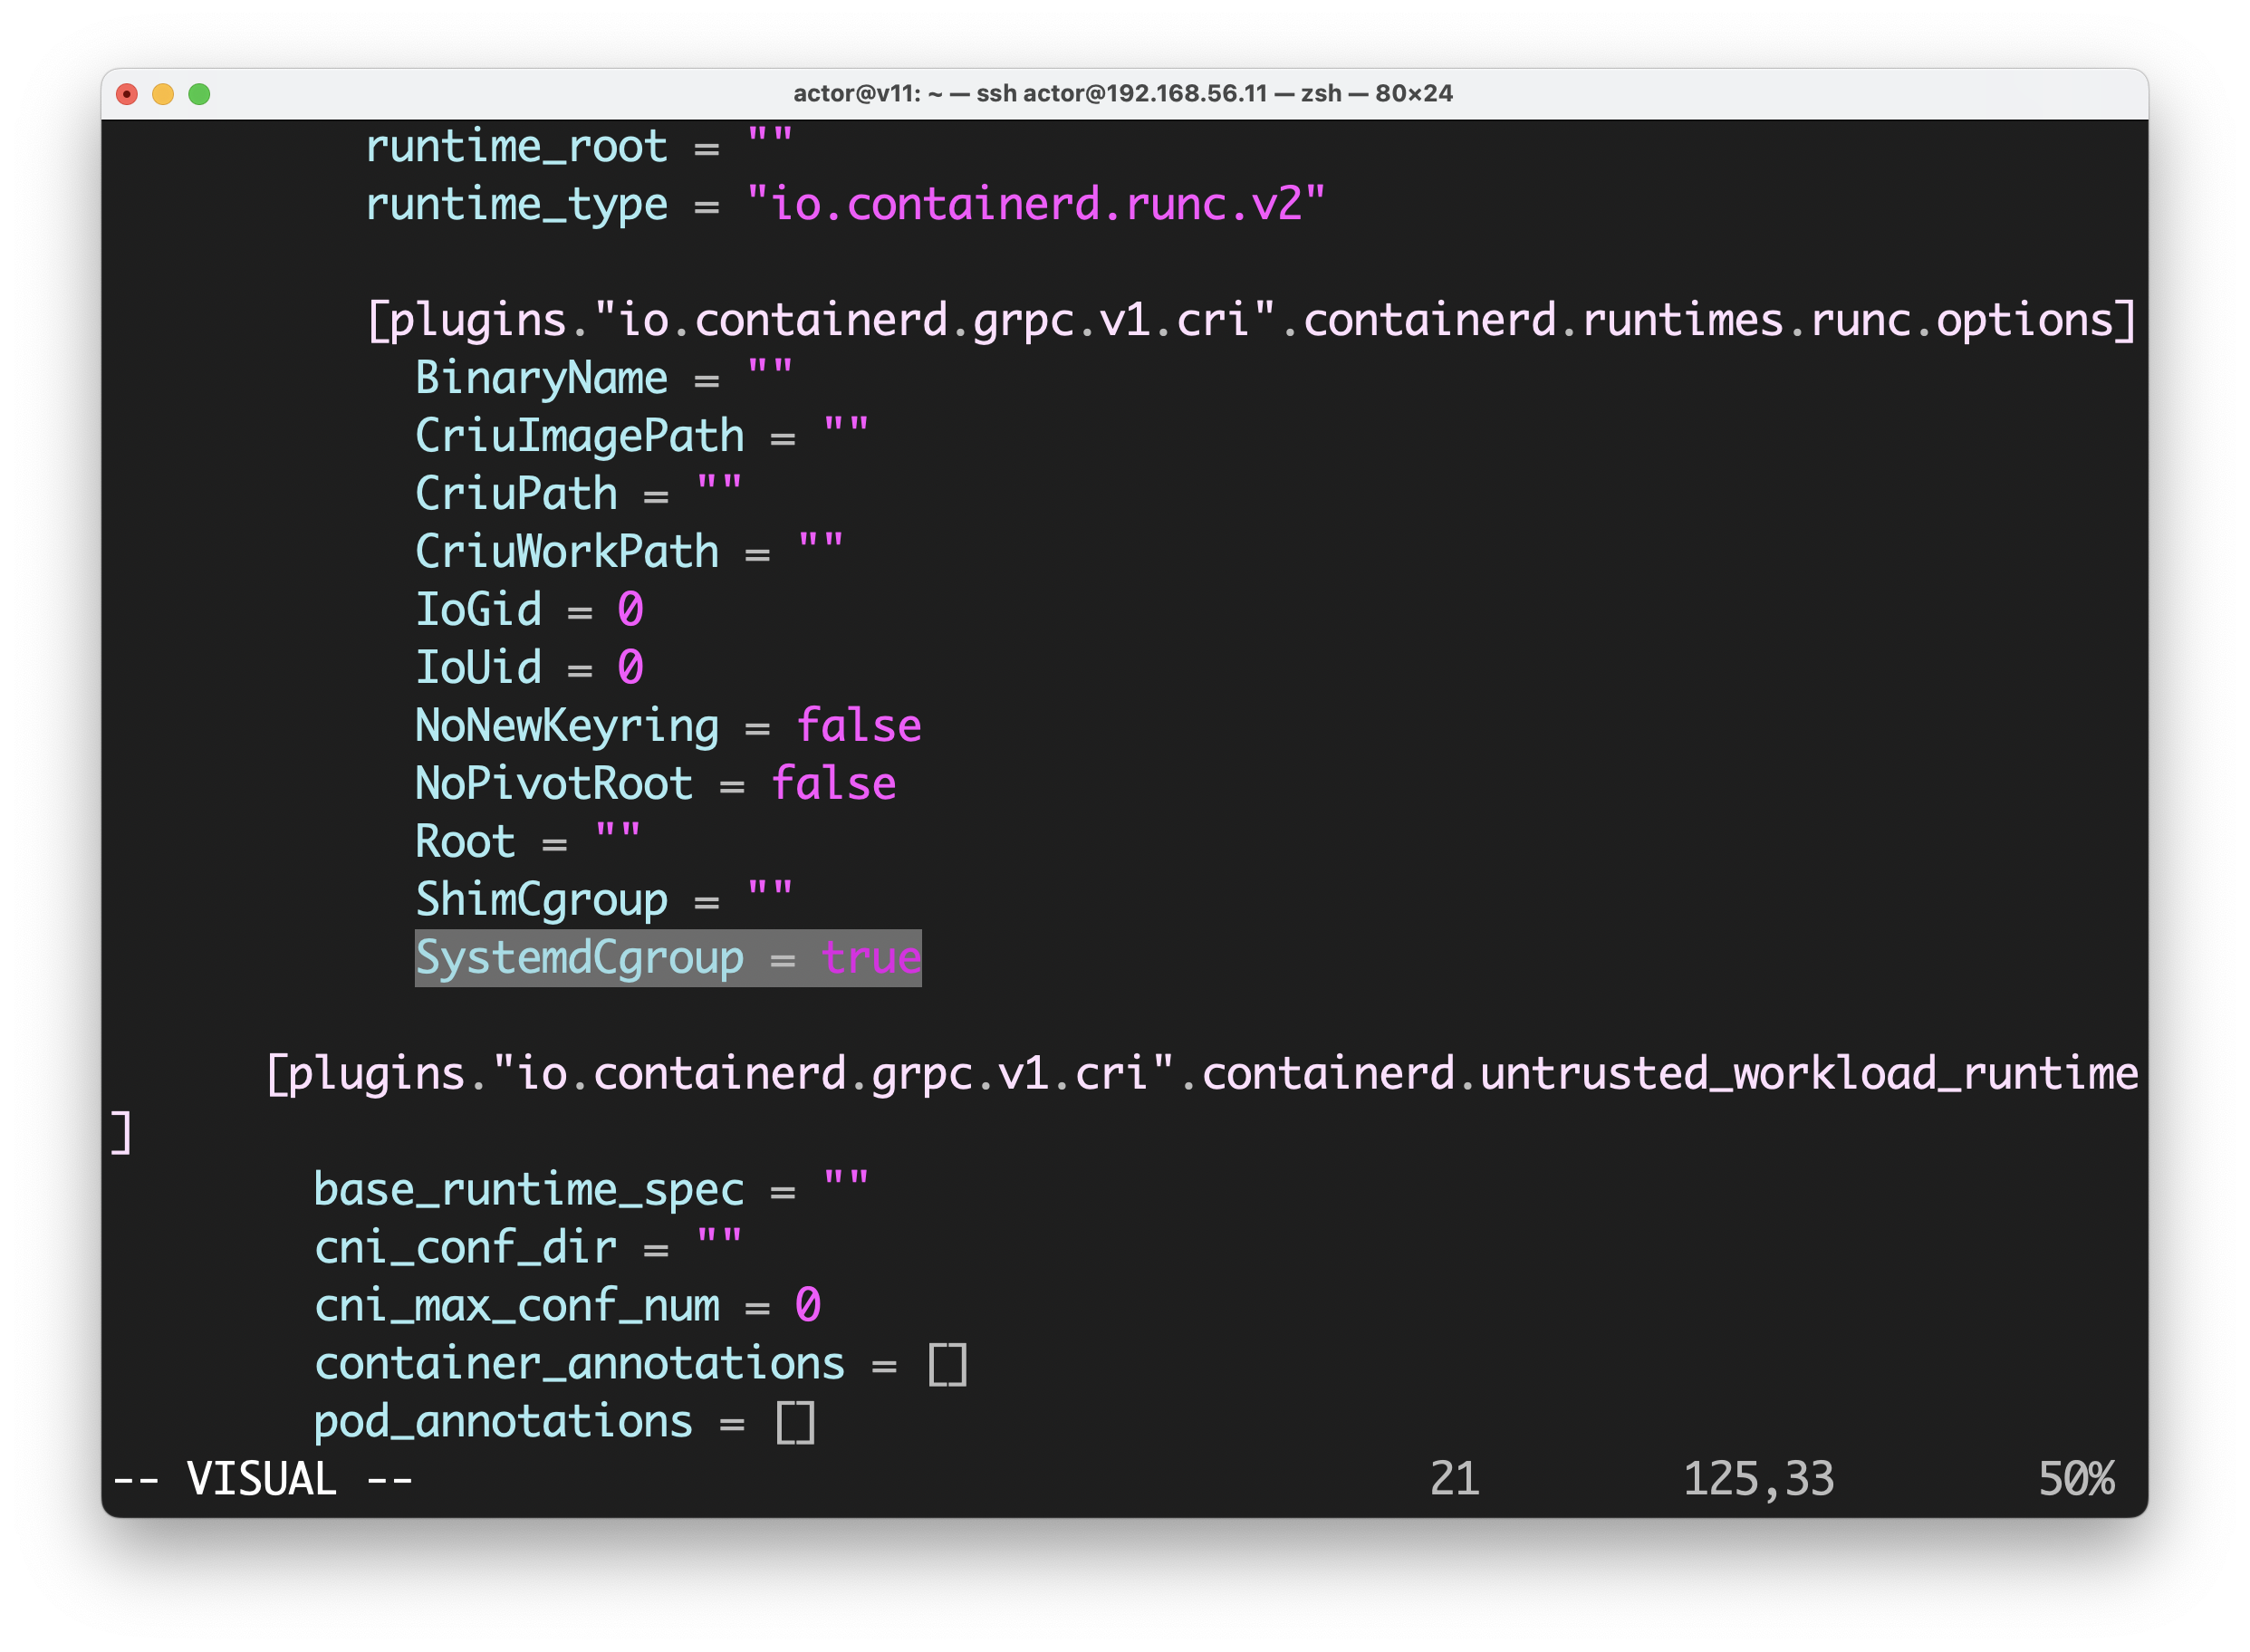 actor@v11: ~ — ssh actor@192.168.56.11 — zsh — 80×24
runtime_root = ""
runtime_type = "io.containerd.runc.v2"
[plugins."io.containerd.grpc.v1.cri".containerd.runtimes.runc.options]
BinaryName = ""
CriuImagePath = ""
CriuPath = ""
CriuWorkPath = ""
IoGid = 0
IoUid = 0
NoNewKeyring = false
NoPivotRoot = false
Root = ""
ShimCgroup = ""
SystemdCgroup = true
[plugins."io.containerd.grpc.v1.cri".containerd.untrusted_workload_runtime
]
base_runtime_spec = ""
cni_conf_dir = ""
cni_max_conf_num = 0
container_annotations = []
pod_annotations = []
-- VISUAL -- 21 125,33 50%